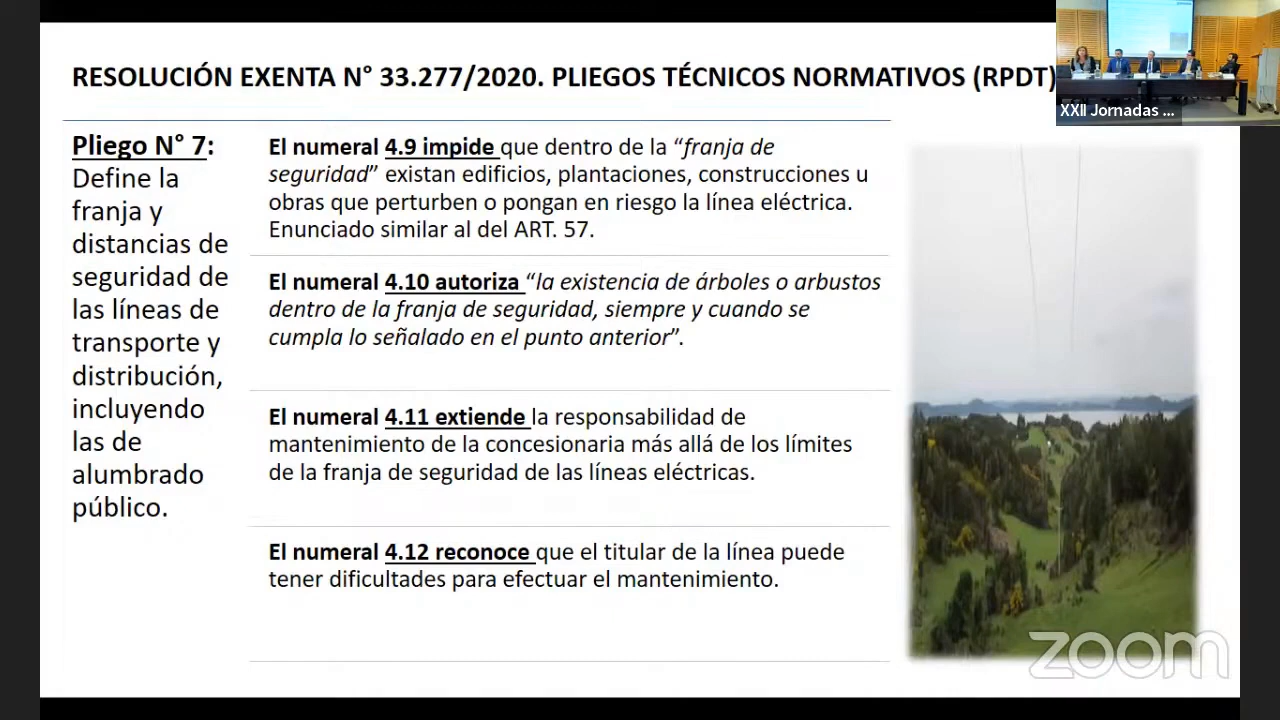 RESOLUCIÓN EXENTA N° 33.277/2020. PLIEGOS TÉCNICOS NORMATIVOS (RPDT)
XXII Jornadas ...
Pliego N° 7:
Define la
franja y
distancias de
seguridad de
las líneas de
transporte y
distribución,
incluyendo
las de
alumbrado
público.
El numeral 4.9 impide que dentro de la “franja de
seguridad” existan edificios, plantaciones, construcciones u
obras que perturben o pongan en riesgo la línea eléctrica.
Enunciado similar al del ART. 57.
El numeral 4.10 autoriza “la existencia de árboles o arbustos
dentro de la franja de seguridad, siempre y cuando se
cumpla lo señalado en el punto anterior”.
El numeral 4.11 extiende la responsabilidad de
mantenimiento de la concesionaria más allá de los límites
de la franja de seguridad de las líneas eléctricas.
El numeral 4.12 reconoce que el titular de la línea puede
tener dificultades para efectuar el mantenimiento.
zoom